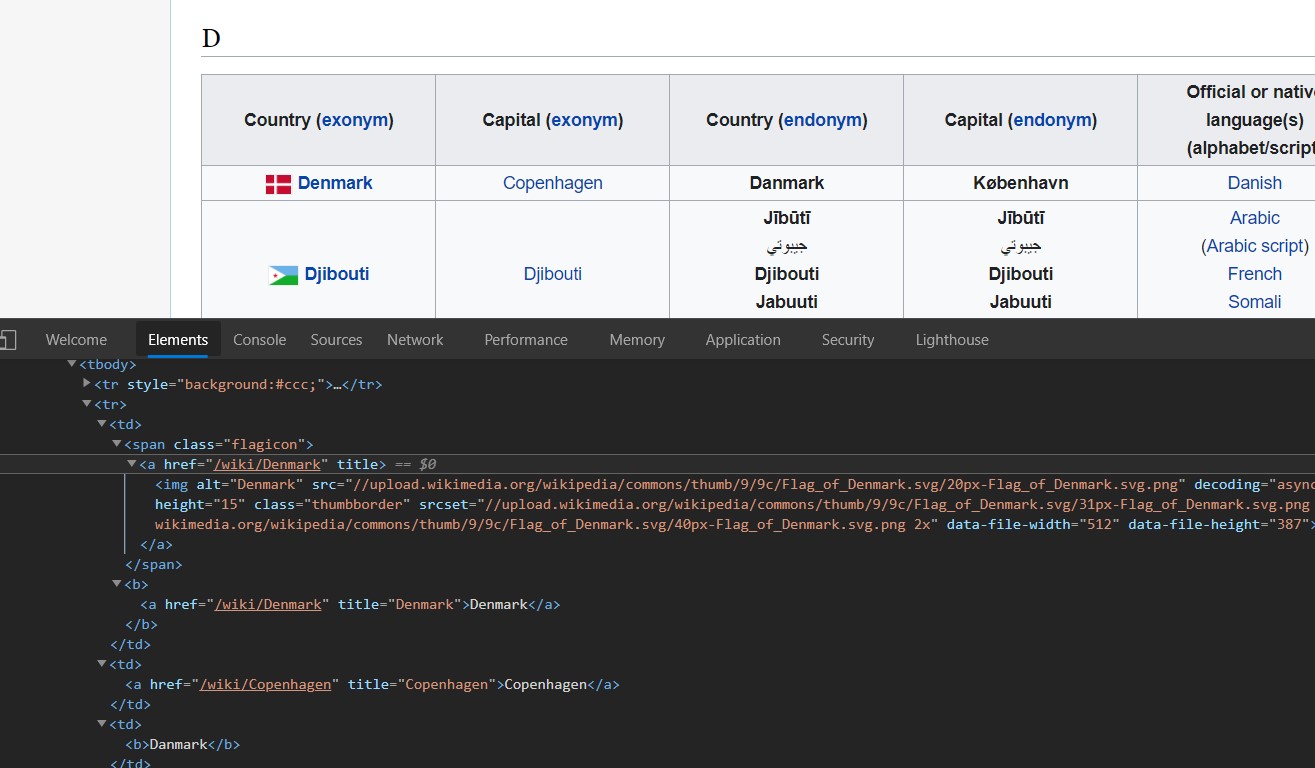 D
Country (exonym) Capital (exonym) Country (endonym) Capital (endonym) Official or native
language(s)
(alphabet/script
Denmark Copenhagen Danmark København Danish
Djibouti Djibouti Jībūtī Jībūtī Arabic
جيبوتي جيبوتي (Arabic script)
Djibouti Djibouti French
Jabuuti Jabuuti Somali
Welcome Elements Console Sources Network Performance Memory Application Security Lighthouse
<tbody>
<tr style="background:#ccc;">…</tr>
<tr>
<td>
<span class="flagicon">
<a href="/wiki/Denmark" title> == $0
<img alt="Denmark" src="//upload.wikimedia.org/wikipedia/commons/thumb/9/9c/Flag_of_Denmark.svg/20px-Flag_of_Denmark.svg.png" decoding="async
height="15" class="thumbborder" srcset="//upload.wikimedia.org/wikipedia/commons/thumb/9/9c/Flag_of_Denmark.svg/31px-Flag_of_Denmark.svg.png
wikimedia.org/wikipedia/commons/thumb/9/9c/Flag_of_Denmark.svg/40px-Flag_of_Denmark.svg.png 2x" data-file-width="512" data-file-height="387">
</a>
</span>
<b>
<a href="/wiki/Denmark" title="Denmark">Denmark</a>
</b>
</td>
<td>
<a href="/wiki/Copenhagen" title="Copenhagen">Copenhagen</a>
</td>
<td>
<b>Danmark</b>
</td>